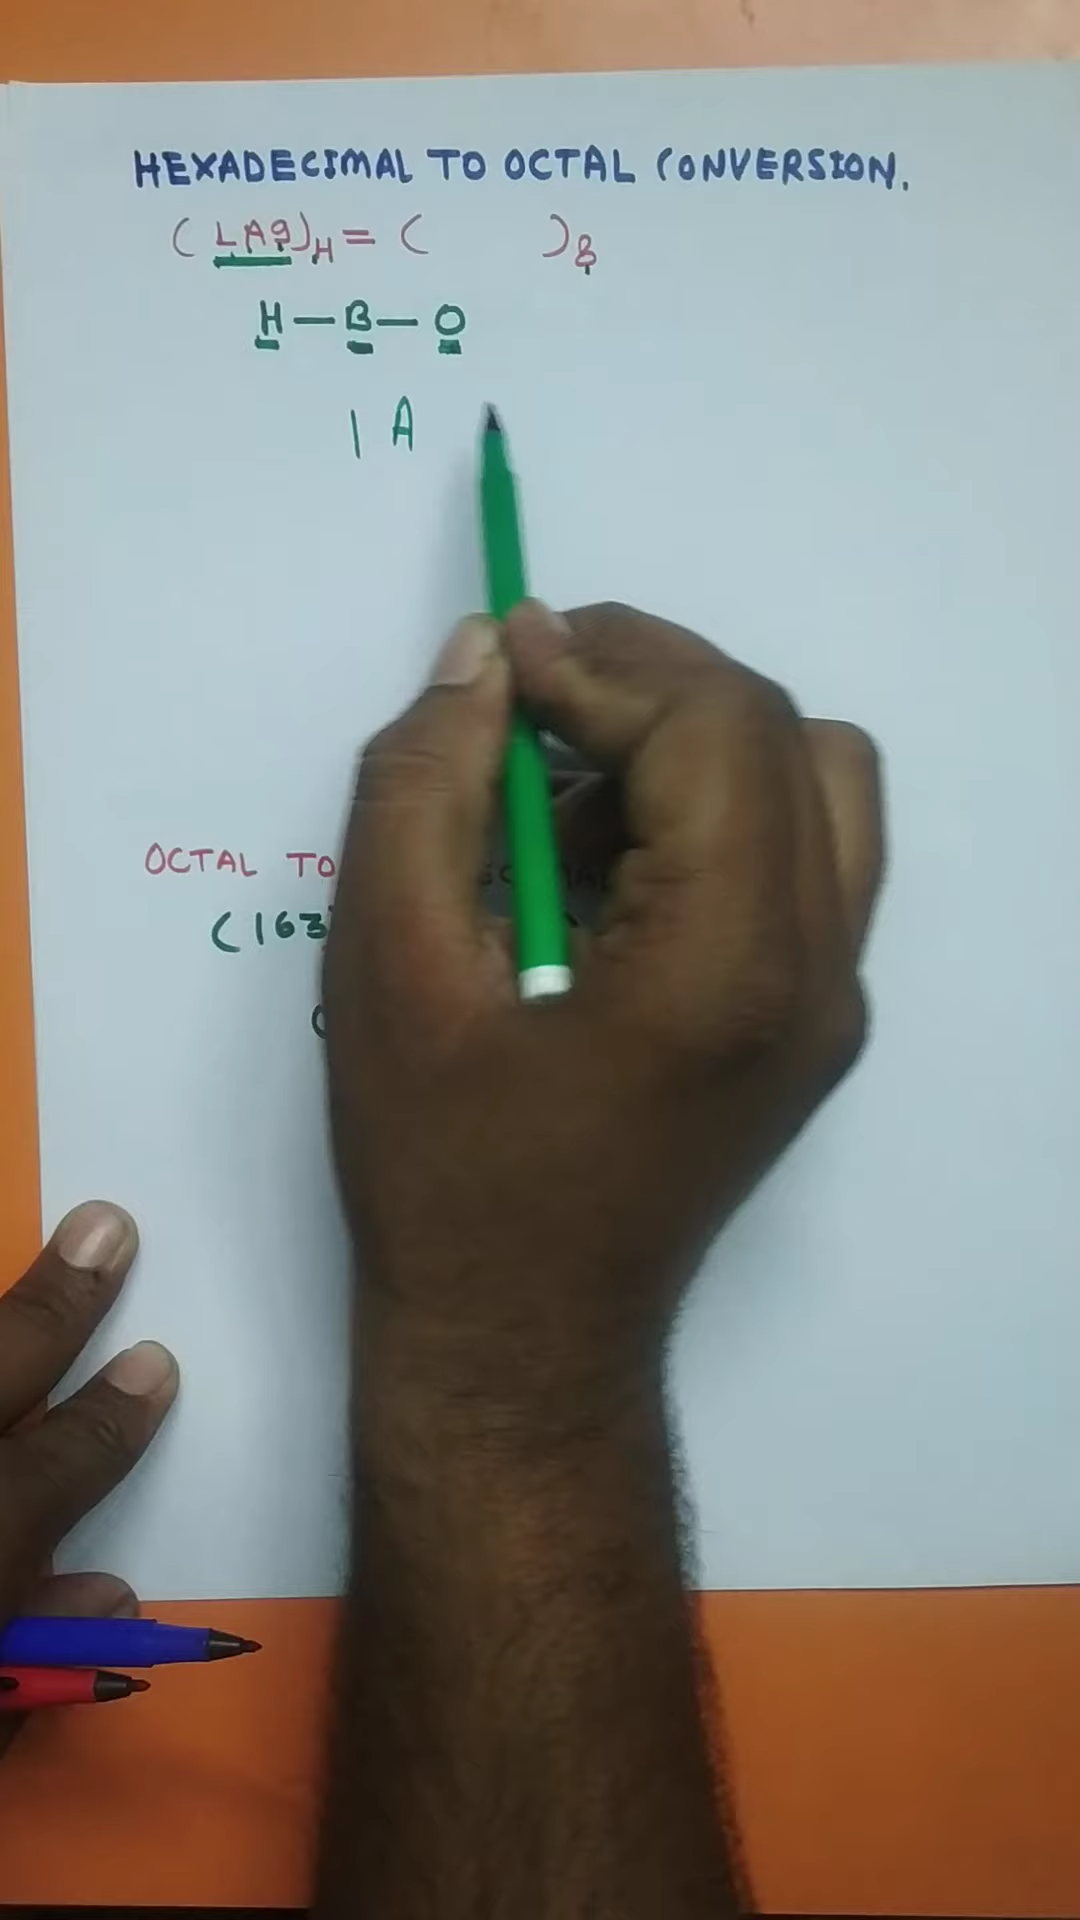 HEXADECIMAL TO OCTAL CONVERSION.
(1A9)H = ( )8
H — B — O
1 A
OCTAL TO
(163